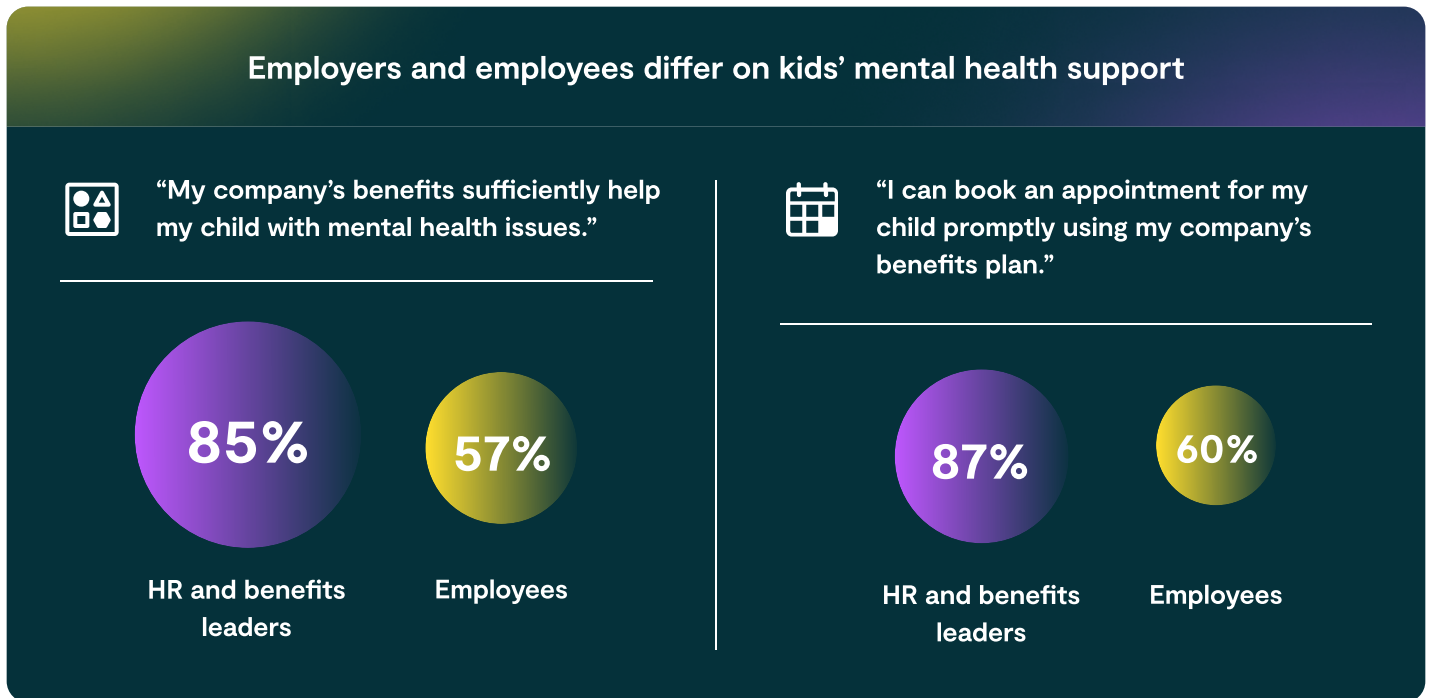 Employers and employees differ on kids’ mental health support
“My company’s benefits sufficiently help
my child with mental health issues.”
85%
57%
HR and benefits
leaders
Employees
“I can book an appointment for my
child promptly using my company’s
benefits plan.”
87%
60%
HR and benefits
leaders
Employees